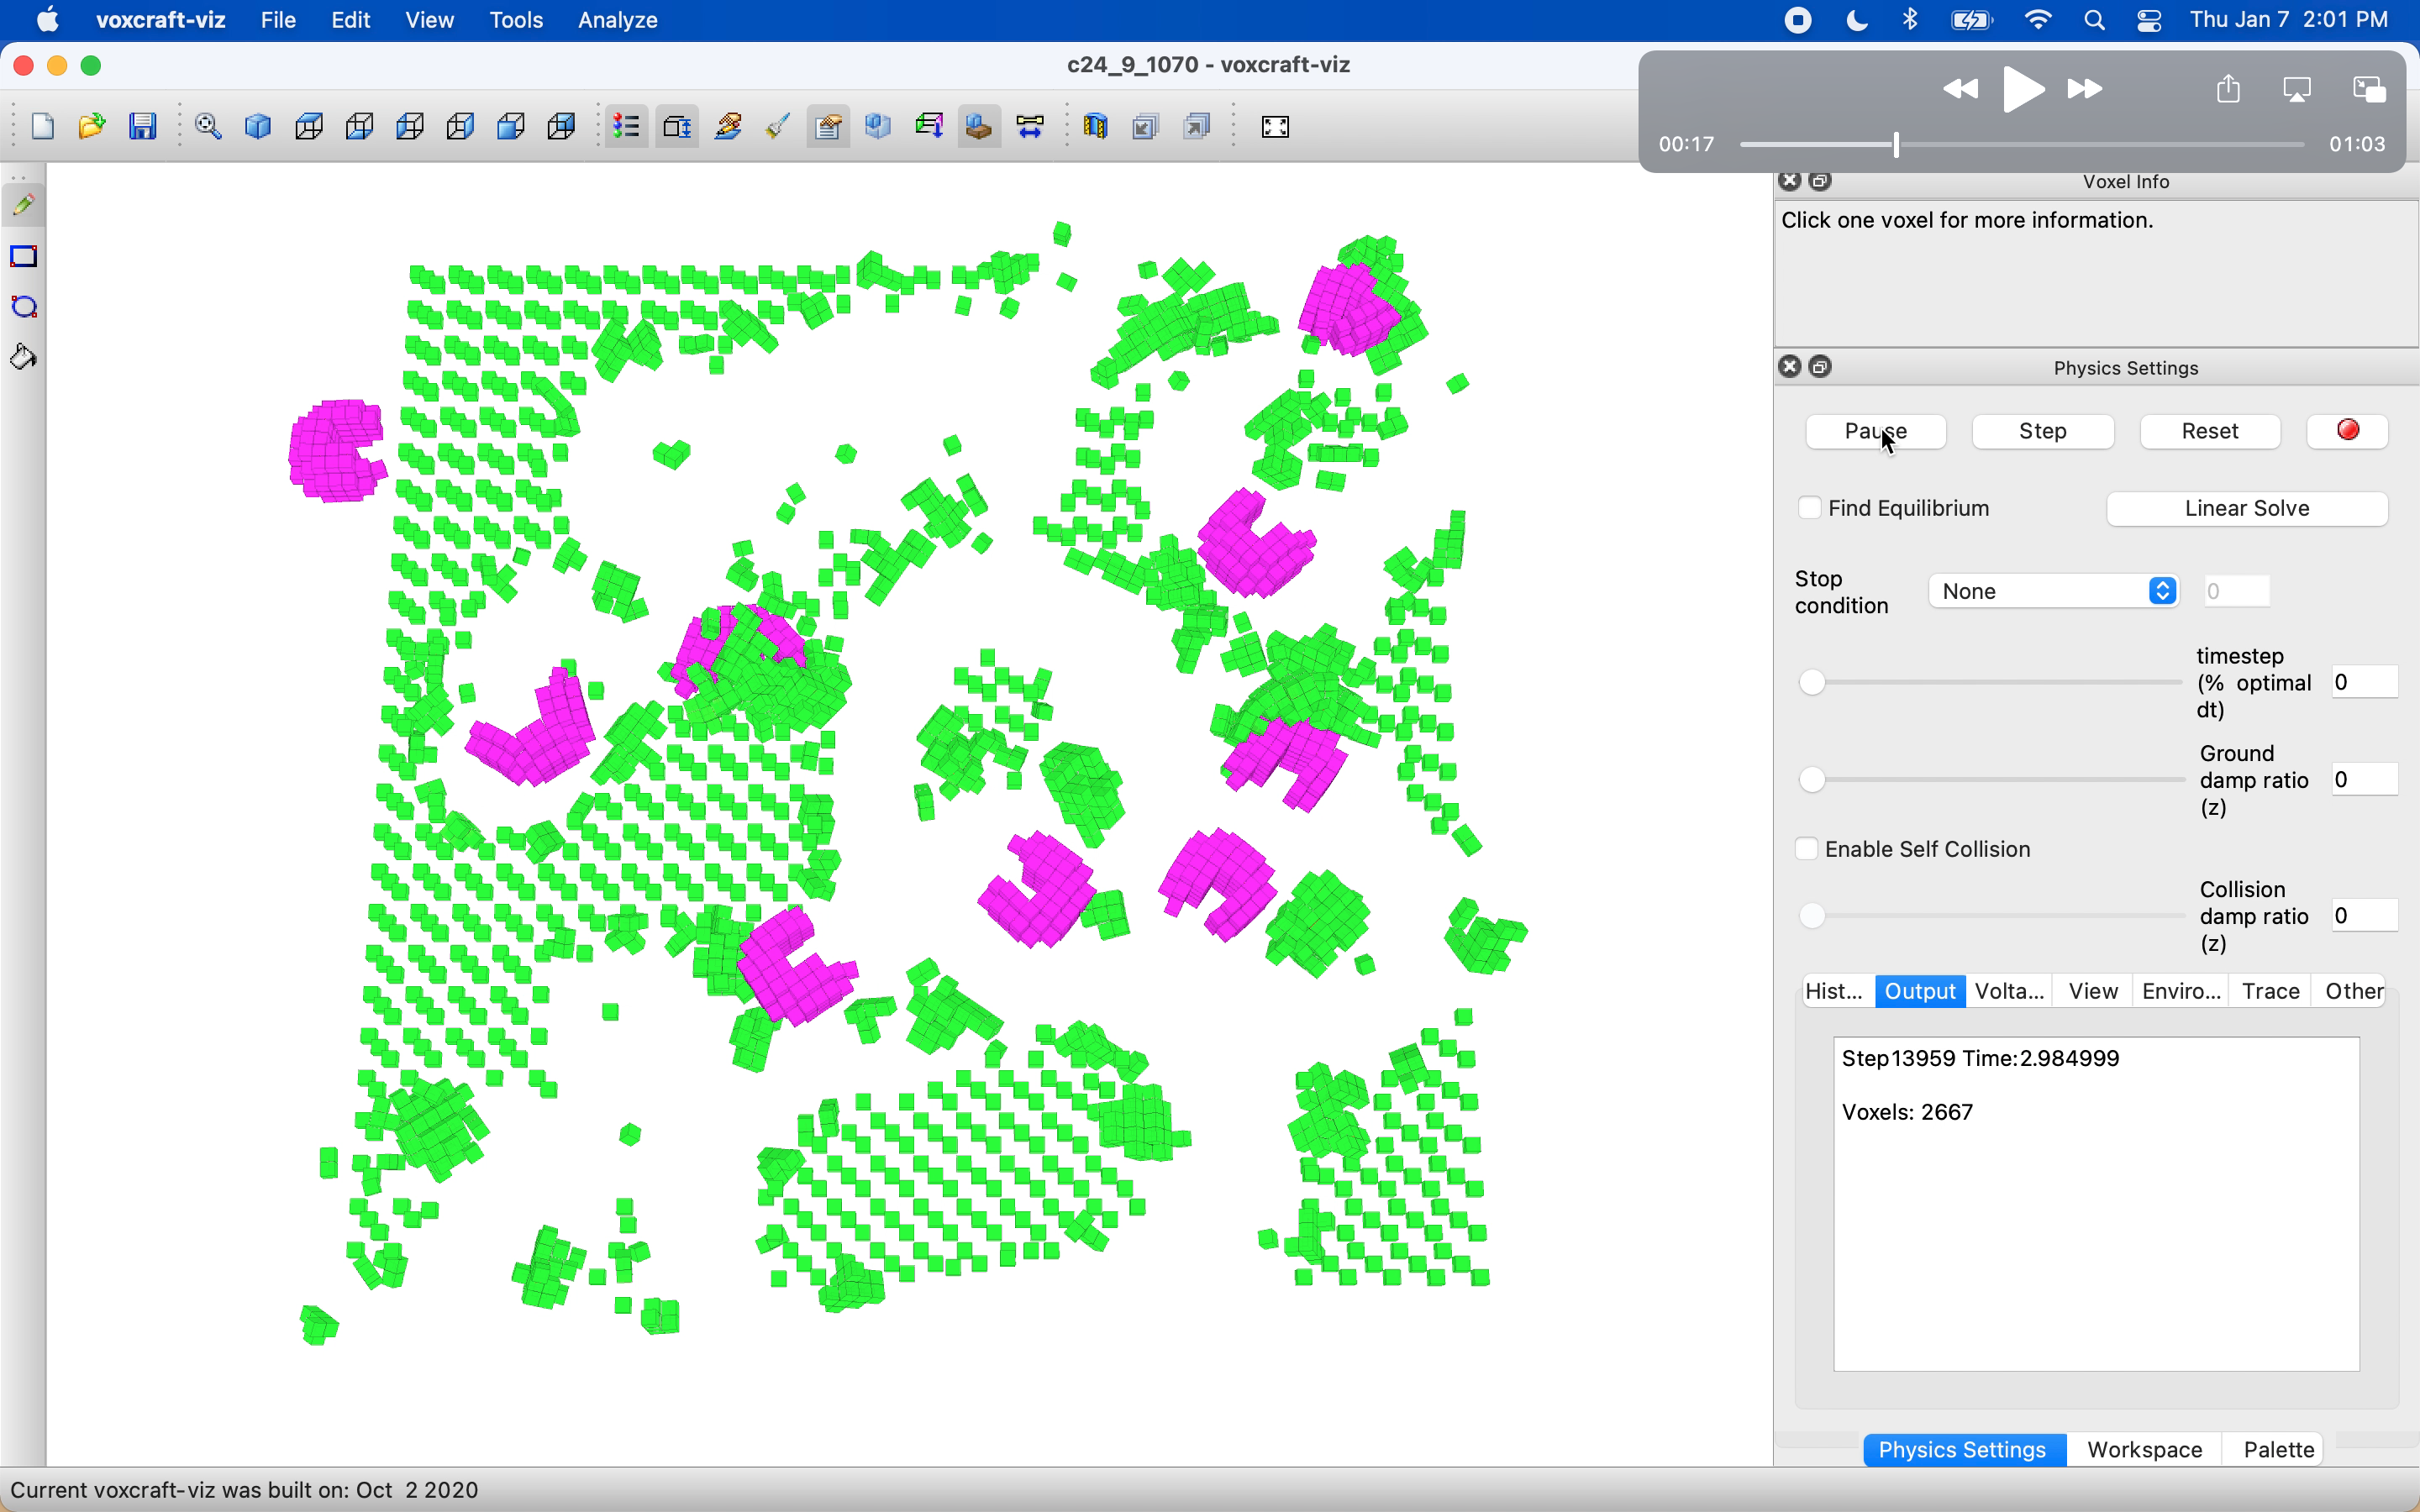 voxcraft-viz File Edit View Tools Analyze Thu Jan 7 2:01 PM
c24_9_1070 - voxcraft-viz
00:17 01:03
Voxel Info
Click one voxel for more information.
Physics Settings
Pause Step Reset
Find Equilibrium Linear Solve
Stop
condition
None 0
timestep
(% optimal
dt)
0
Ground
damp ratio
(z)
0
Enable Self Collision
Collision
damp ratio
(z)
0
Hist... Output Volta... View Enviro... Trace Other
Step13959 Time:2.984999
Voxels: 2667
Physics Settings Workspace Palette
Current voxcraft-viz was built on: Oct 2 2020